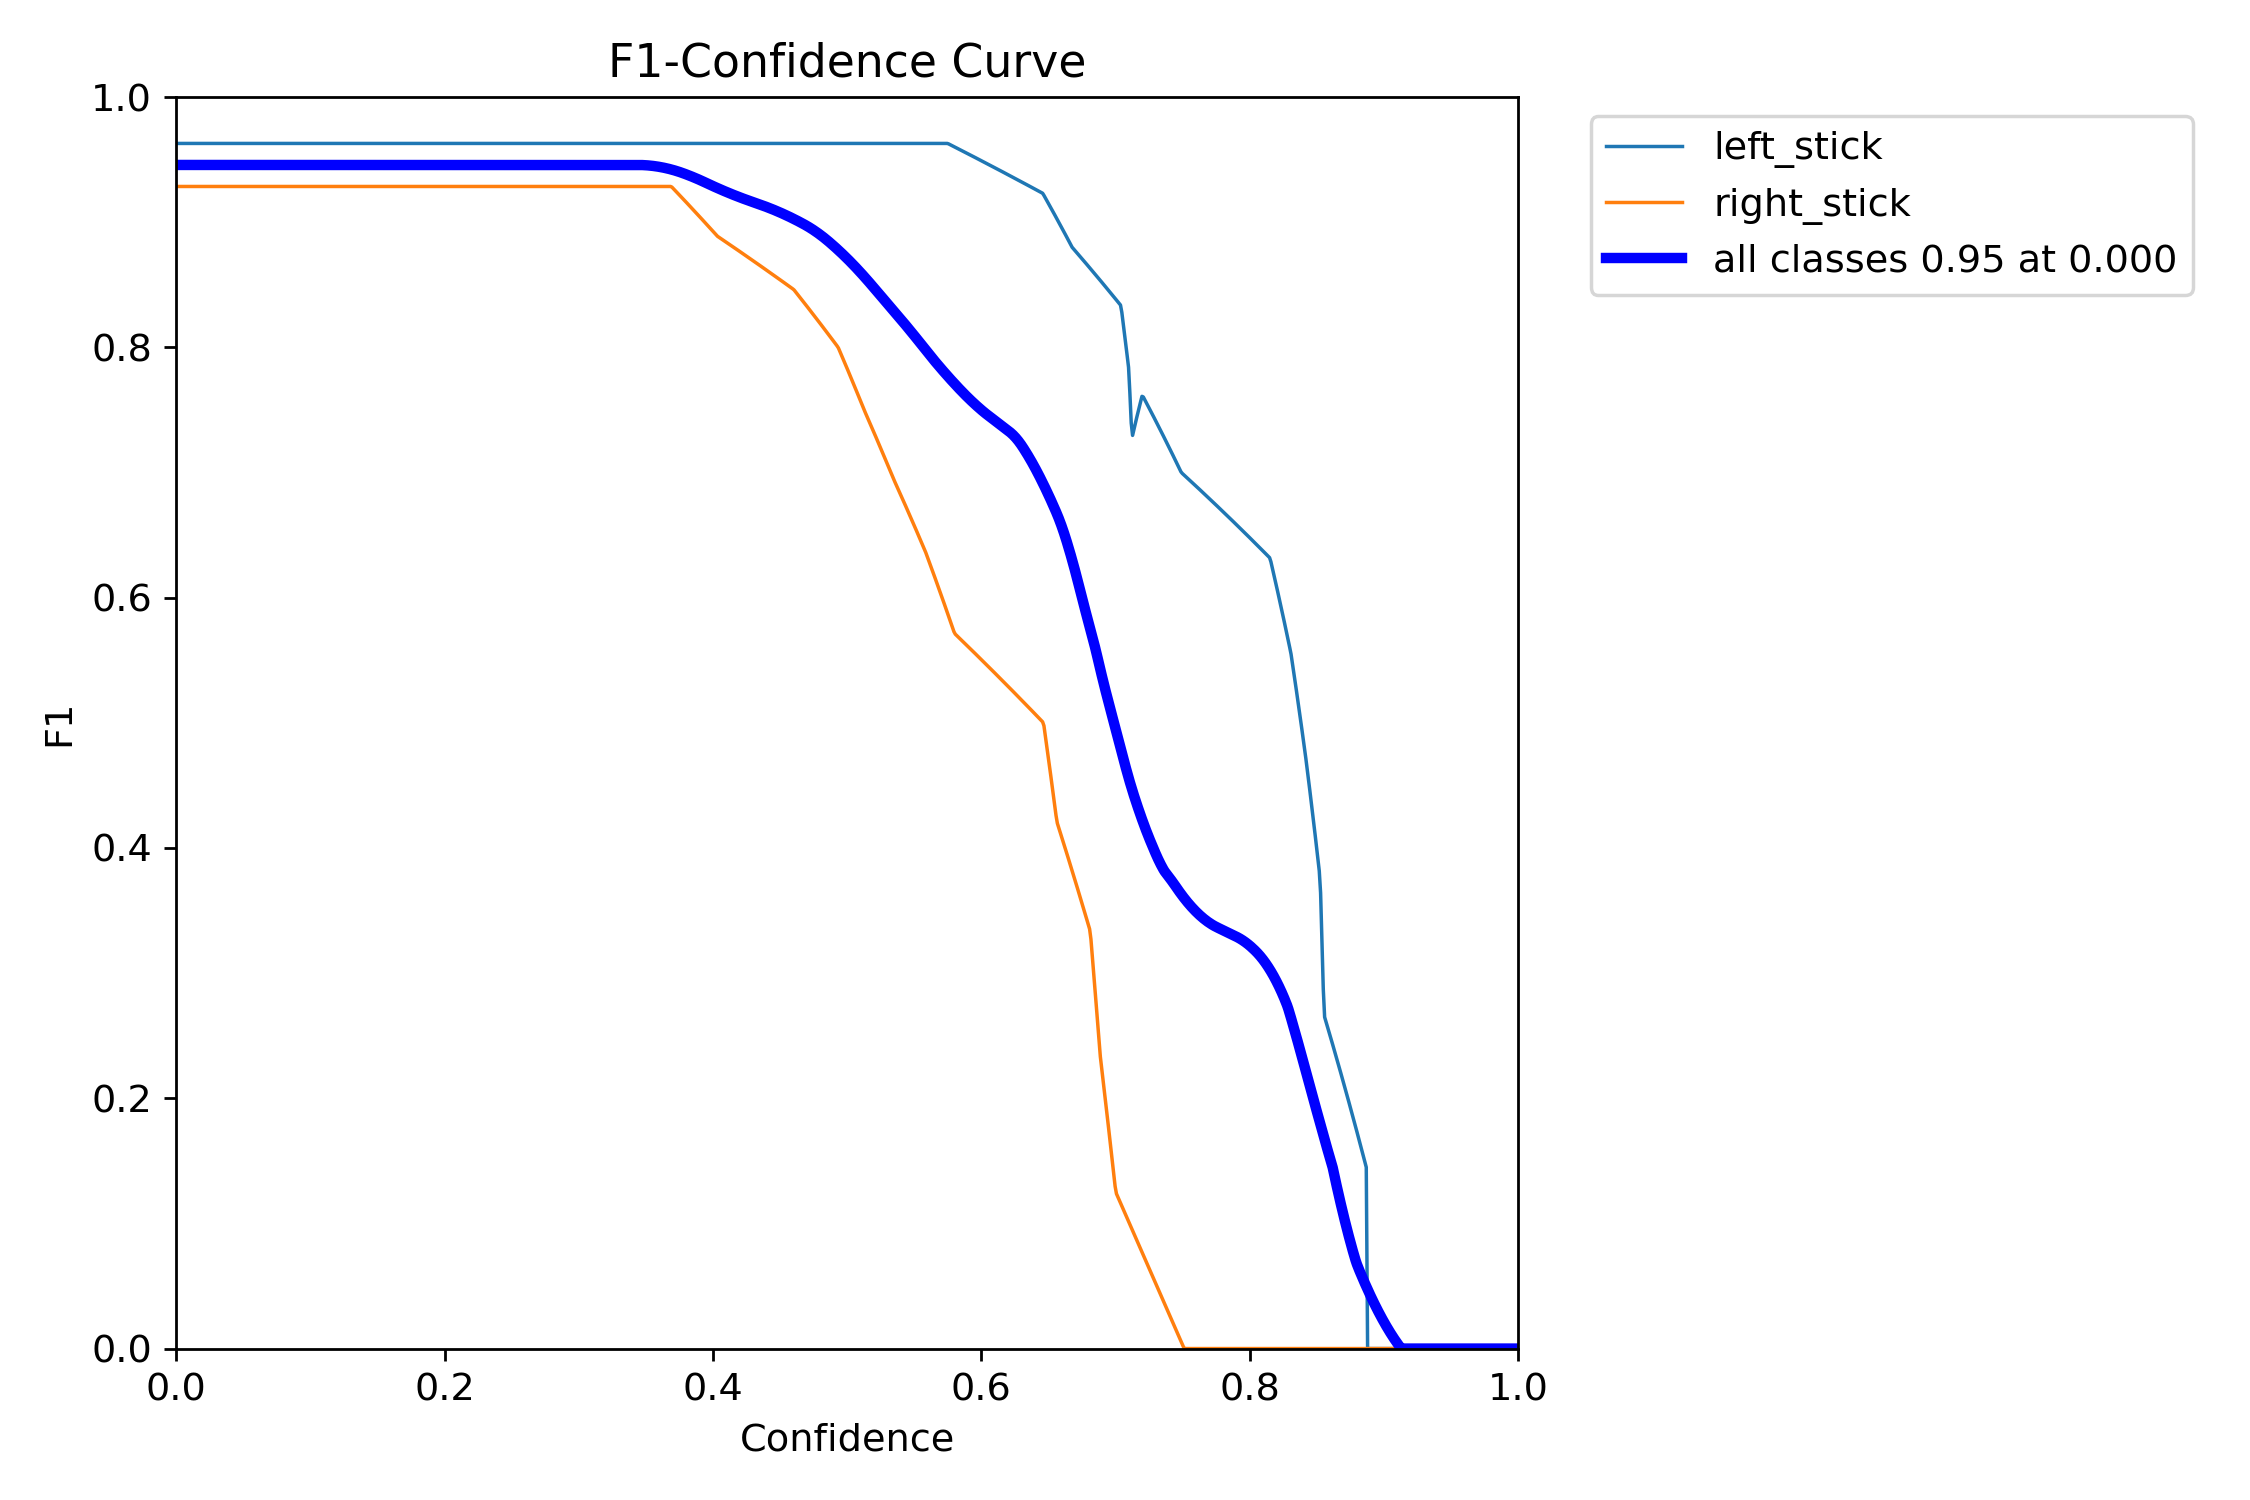 F1-Confidence Curve
1.0
0.8
0.6
0.4
0.2
0.0
F1
0.0 0.2 0.4 0.6 0.8 1.0
Confidence
left_stick
right_stick
all classes 0.95 at 0.000